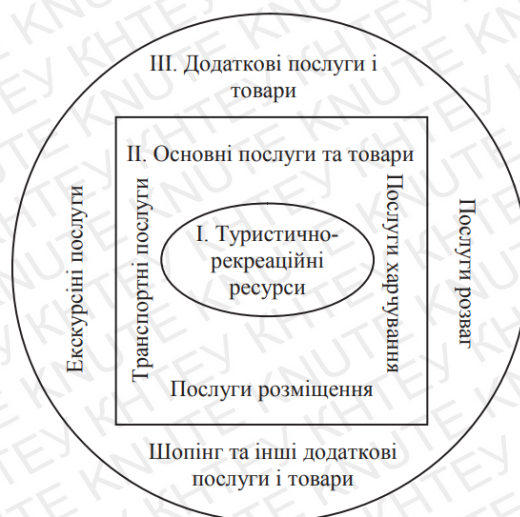 III. Додаткові послуги і
товари
II. Основні послуги та товари
Екскурсіні послуги
Транспортні послуги
I. Туристично-
рекреаційні
ресурси
Послуги харчування
Послуги розваг
Послуги розміщення
Шопінг та інші додаткові
послуги і товари